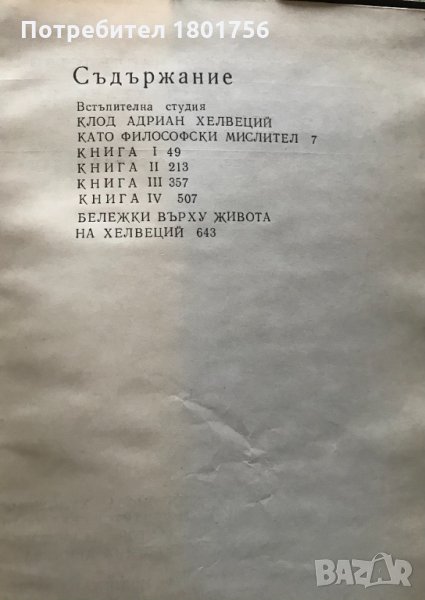 Потребител 1801756
Съдържание
Встъпителна студия
КЛОД АДРИАН ХЕЛВЕЦИЙ
КАТО ФИЛОСОФСКИ МИСЛИТЕЛ 7
КНИГА I 49
КНИГА II 213
КНИГА III 357
КНИГА IV 507
БЕЛЕЖКИ ВЪРХУ ЖИВОТА
НА ХЕЛВЕЦИЙ 643
BAZAR